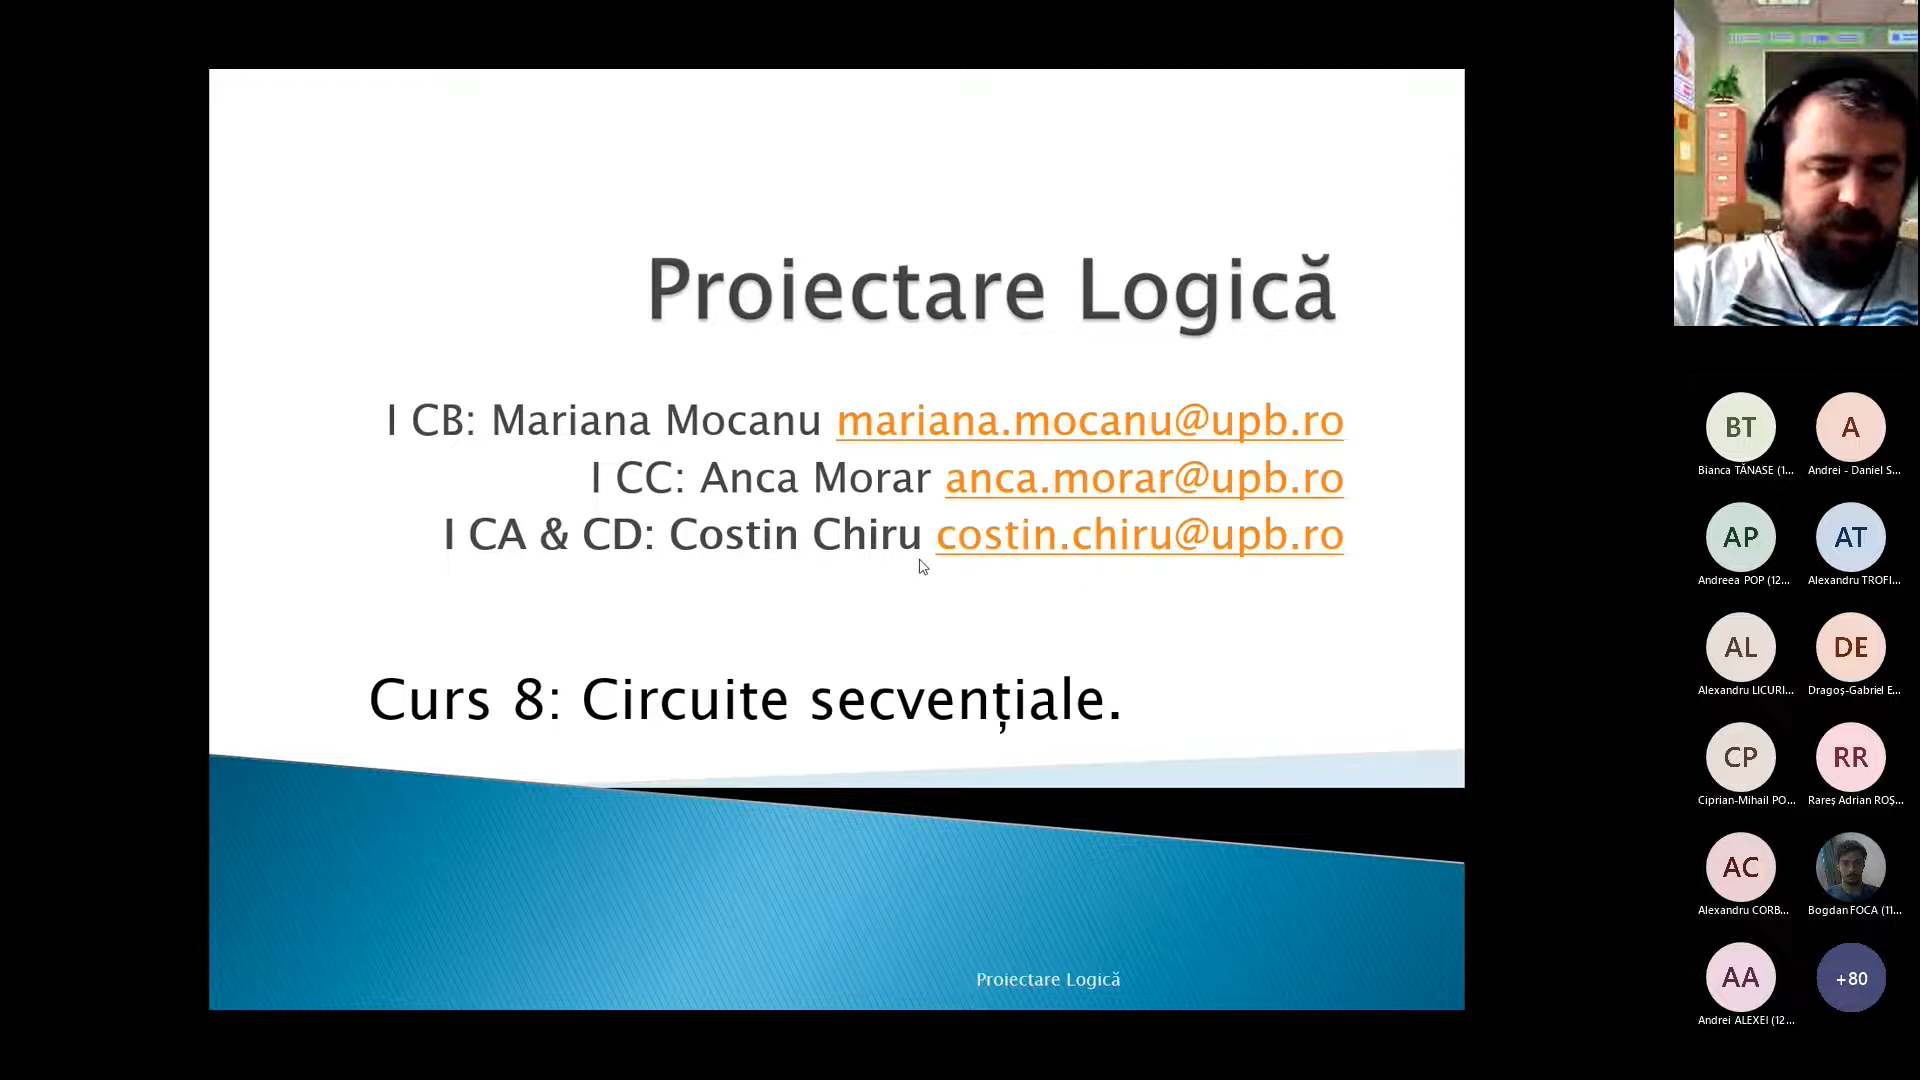 Proiectare Logică
I CB: Mariana Mocanu mariana.mocanu@upb.ro
I CC: Anca Morar anca.morar@upb.ro
I CA & CD: Costin Chiru costin.chiru@upb.ro
Curs 8: Circuite secvențiale.
Proiectare Logică
BT
A
Bianca TĂNASE (1...
Andrei - Daniel S...
AP
AT
Andreea POP (12...
Alexandru TROFI...
AL
DE
Alexandru LICURI...
Dragoș-Gabriel E...
CP
RR
Ciprian-Mihail PO...
Rareș Adrian ROȘ...
AC
Alexandru CORB...
Bogdan FOCA (11...
AA
+80
Andrei ALEXEI (12...